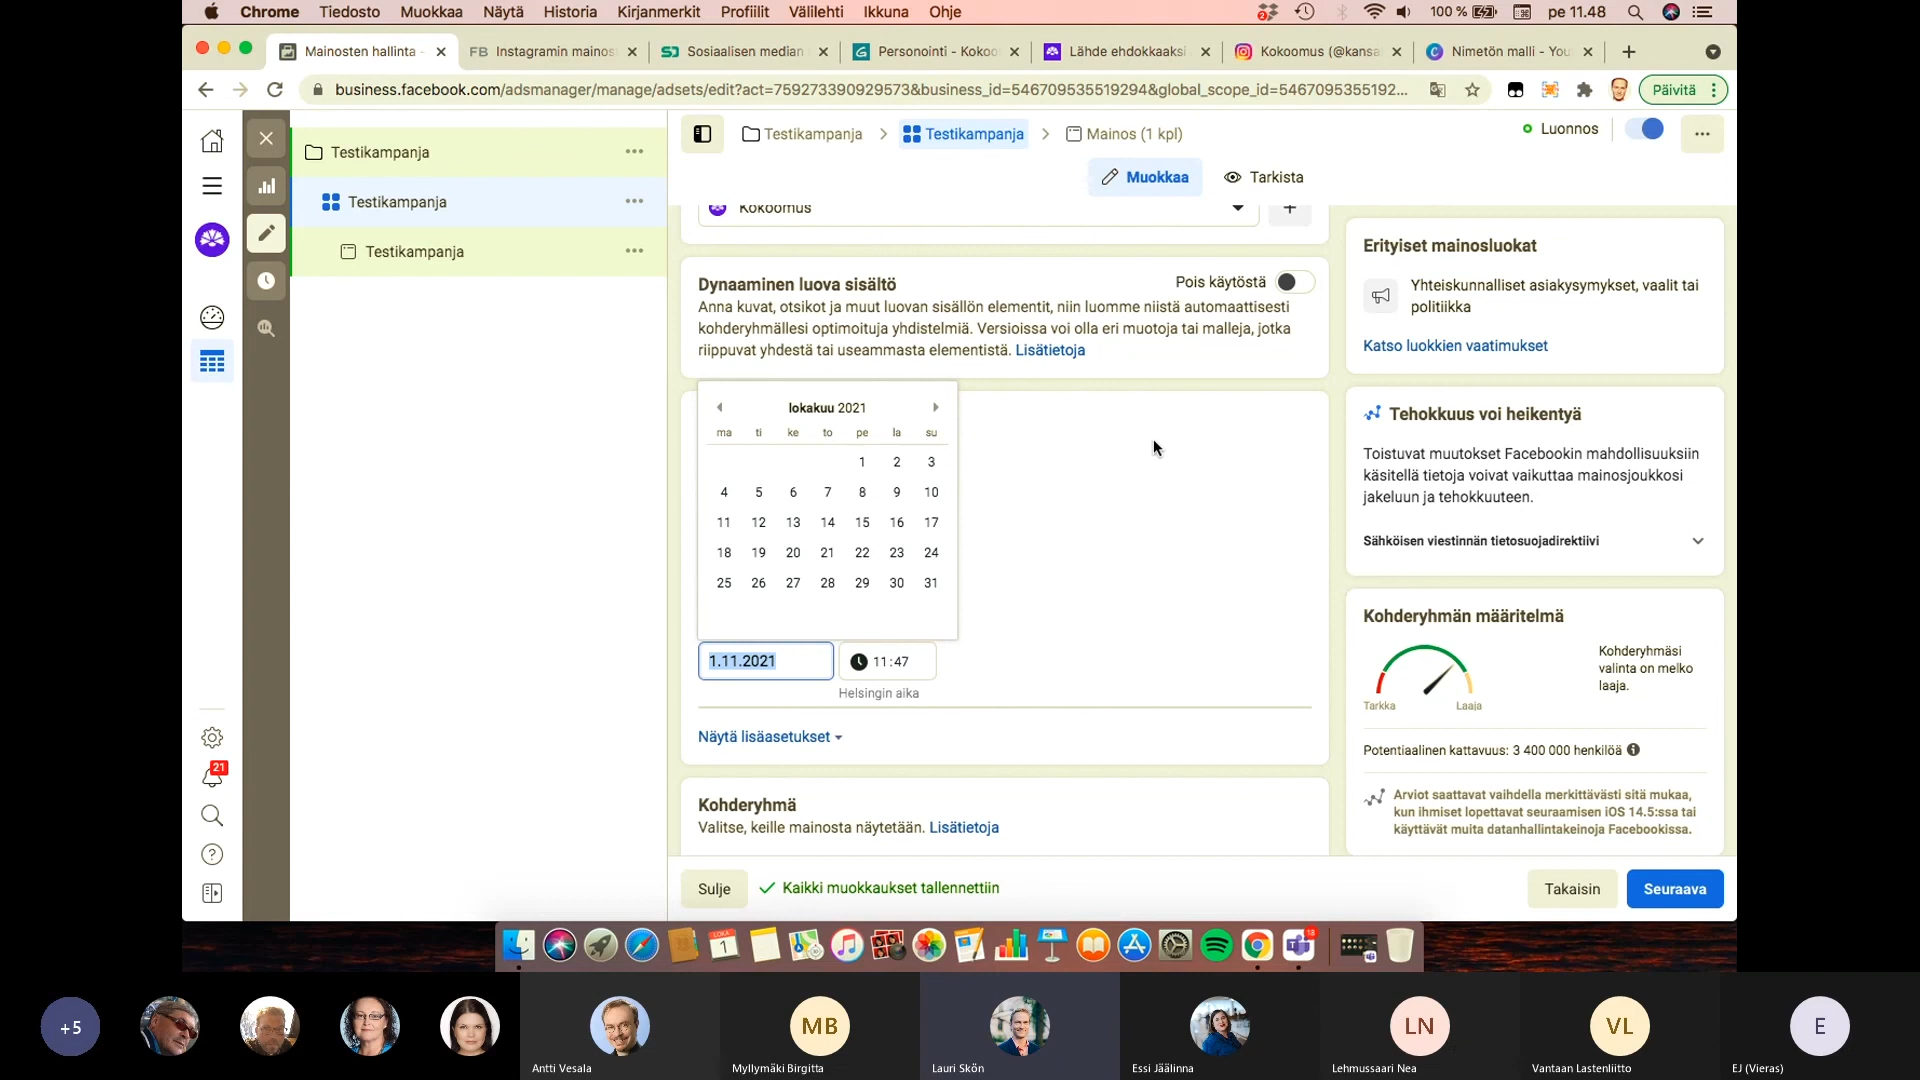 Chrome Tiedosto Muokkaa Näytä Historia Kirjanmerkit Profiilit Välilehti Ikkuna Ohje
2 100 % pe 11.48
Mainosten hallinta -
FB Instagramin mainos
Sosiaalisen median
Personointi - Kokoo
Lähde ehdokkaaksi
Kokoomus (@kansa
Nimetön malli - You
business.facebook.com/adsmanager/manage/adsets/edit?act=759273390929573&business_id=546709535519294&global_scope_id=5467095355192...
Päivitä
Testikampanja
Testikampanja
Testikampanja
21
Testikampanja
Testikampanja
Mainos (1 kpl)
Luonnos
Muokkaa
Tarkista
Kokoomus
Dynaaminen luova sisältö
Pois käytöstä
Anna kuvat, otsikot ja muut luovan sisällön elementit, niin luomme niistä automaattisesti
kohderyhmällesi optimoituja yhdistelmiä. Versioissa voi olla eri muotoja tai malleja, jotka
riippuvat yhdestä tai useammasta elementistä. Lisätietoja
lokakuu 2021
ma ti ke to pe la su
1 2 3
4 5 6 7 8 9 10
11 12 13 14 15 16 17
18 19 20 21 22 23 24
25 26 27 28 29 30 31
1.11.2021
11:47
Helsingin aika
Näytä lisäasetukset
Kohderyhmä
Valitse, keille mainosta näytetään. Lisätietoja
Sulje
Kaikki muokkaukset tallennettiin
Takaisin
Seuraava
Erityiset mainosluokat
Yhteiskunnalliset asiakysymykset, vaalit tai
politiikka
Katso luokkien vaatimukset
Tehokkuus voi heikentyä
Toistuvat muutokset Facebookin mahdollisuuksiin
käsitellä tietoja voivat vaikuttaa mainosjoukkosi
jakeluun ja tehokkuuteen.
Sähköisen viestinnän tietosuojadirektiivi
Kohderyhmän määritelmä
Kohderyhmäsi
valinta on melko
laaja.
Tarkka
Laaja
Potentiaalinen kattavuus: 3 400 000 henkilöä
Arviot saattavat vaihdella merkittävästi sitä mukaa,
kun ihmiset lopettavat seuraamisen iOS 14.5:ssa tai
käyttävät muita datanhallintakeinoja Facebookissa.
LOKA
1
18
+5
Antti Vesala
MB
Myllymäki Birgitta
Lauri Skön
Essi Jäälinna
LN
Lehmussaari Nea
VL
Vantaan Lastenliitto
E
EJ (Vieras)